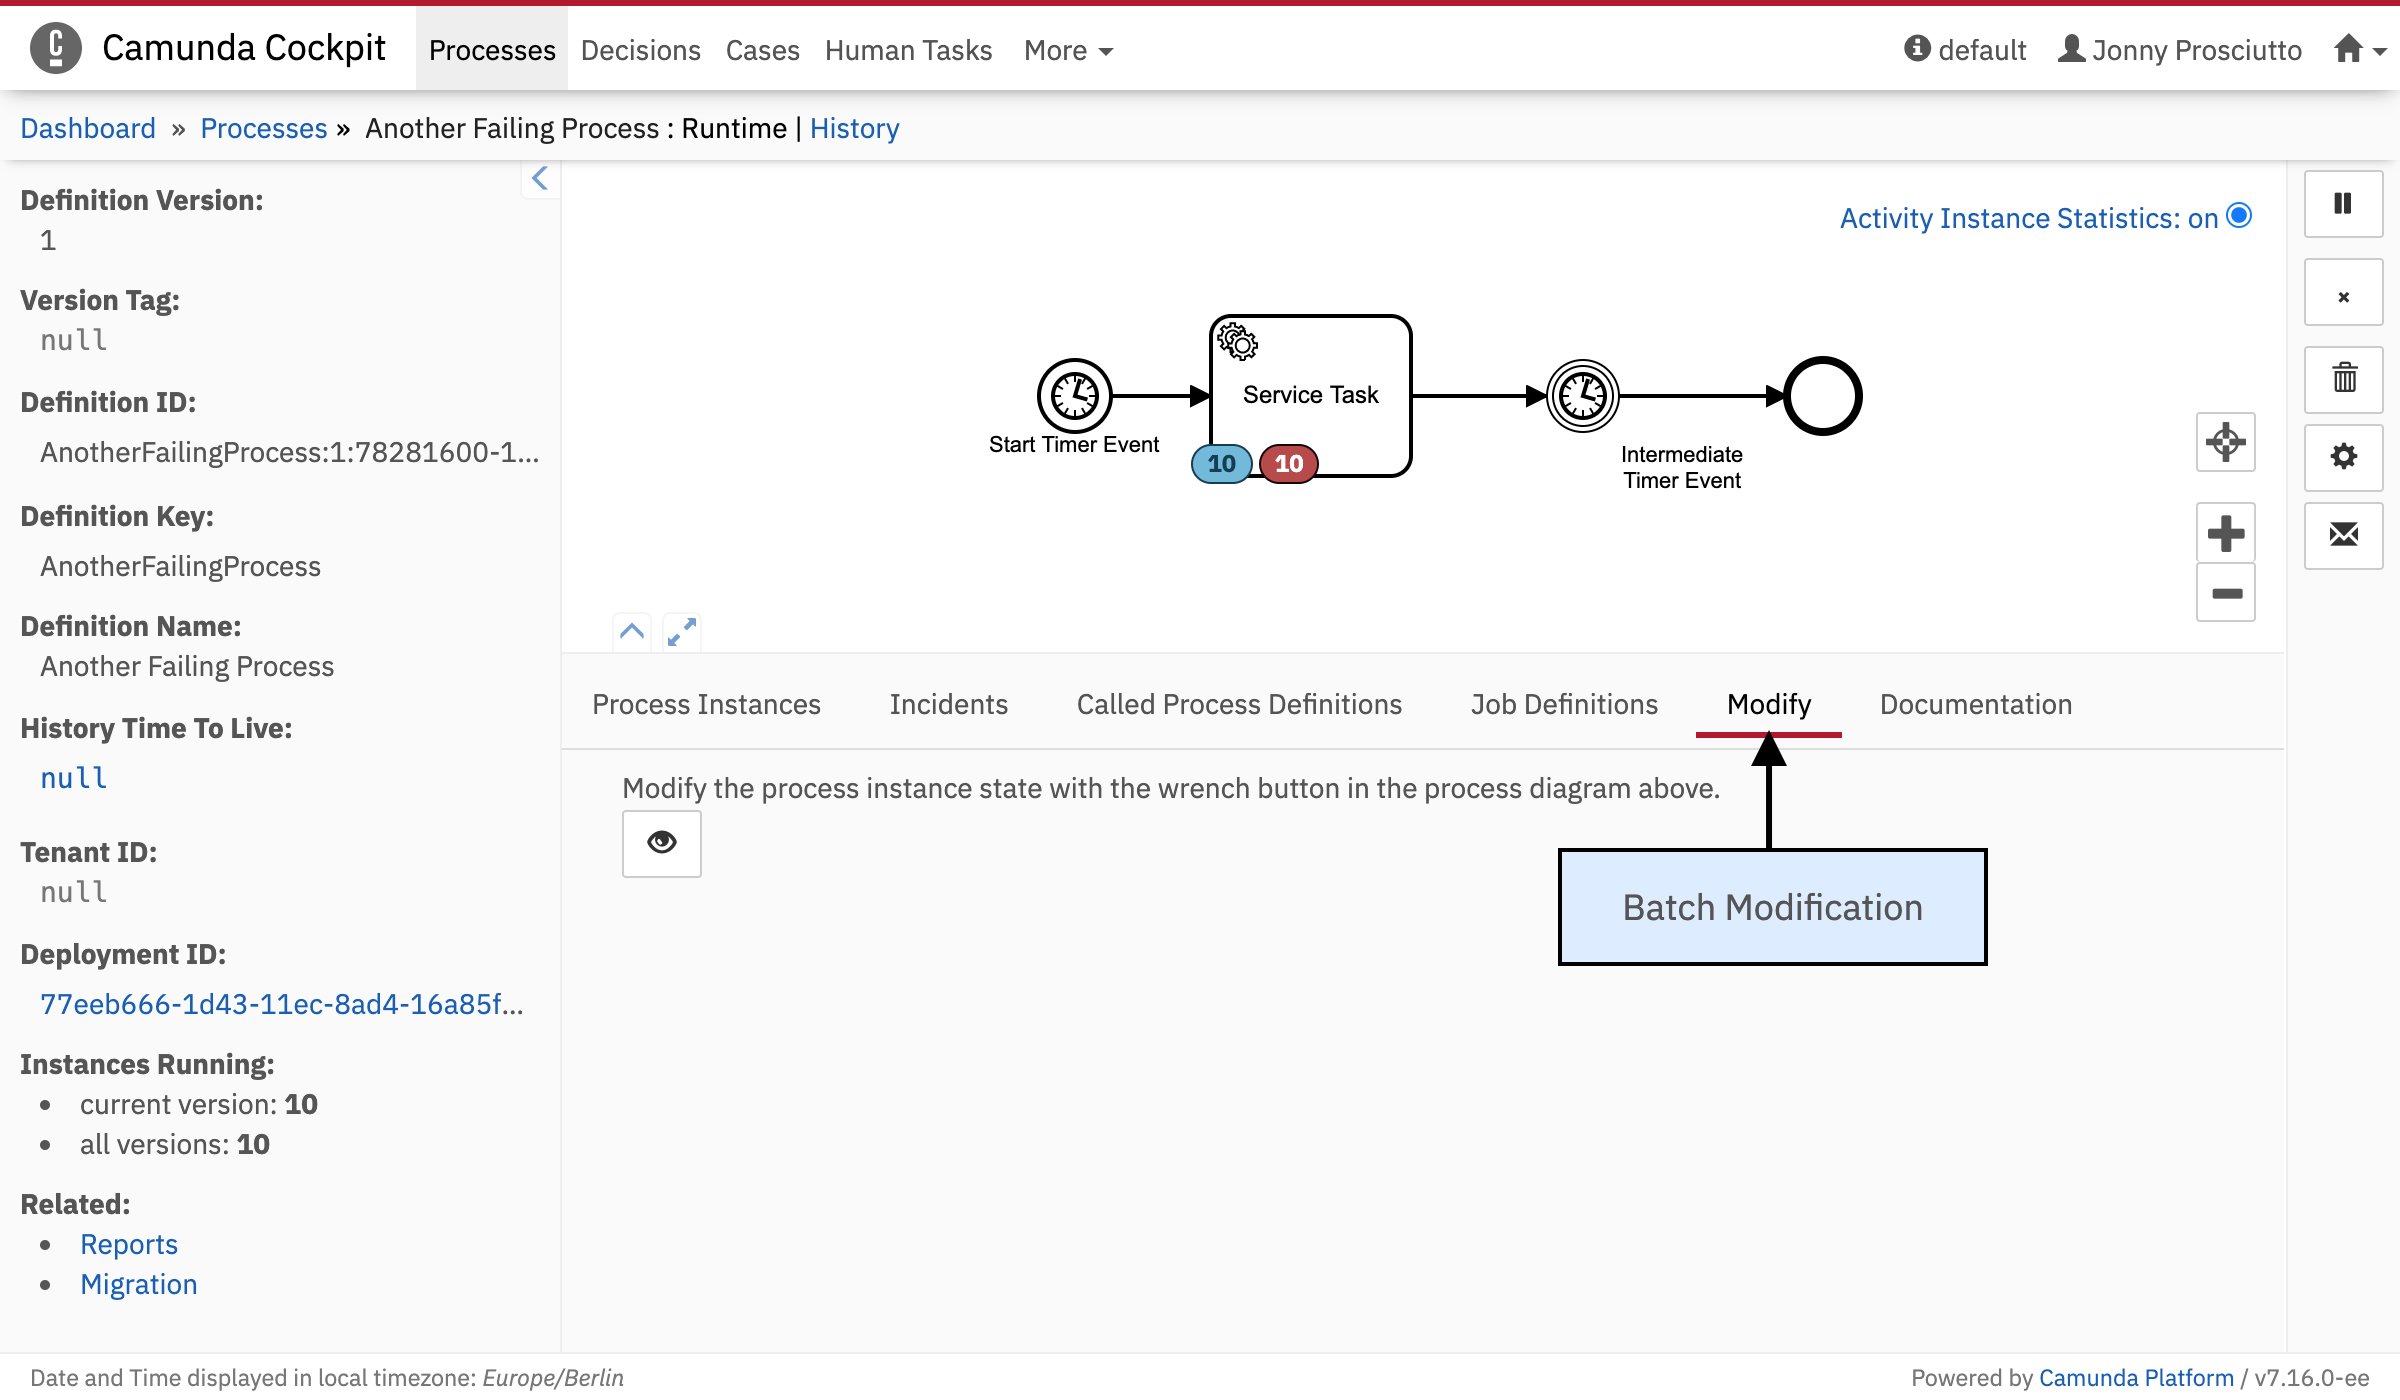 Camunda Cockpit Processes Decisions Cases Human Tasks More default Jonny Prosciutto
Dashboard » Processes » Another Failing Process : Runtime | History
Definition Version:
1
Version Tag:
null
Definition ID:
AnotherFailingProcess:1:78281600-1...
Definition Key:
AnotherFailingProcess
Definition Name:
Another Failing Process
History Time To Live:
null
Tenant ID:
null
Deployment ID:
77eeb666-1d43-11ec-8ad4-16a85f...
Instances Running:
• current version: 10
• all versions: 10
Related:
• Reports
• Migration
Activity Instance Statistics: on
Start Timer Event
Service Task
10 10
Intermediate
Timer Event
Process Instances Incidents Called Process Definitions Job Definitions Modify Documentation
Modify the process instance state with the wrench button in the process diagram above.
Batch Modification
Date and Time displayed in local timezone: Europe/Berlin
Powered by Camunda Platform / v7.16.0-ee